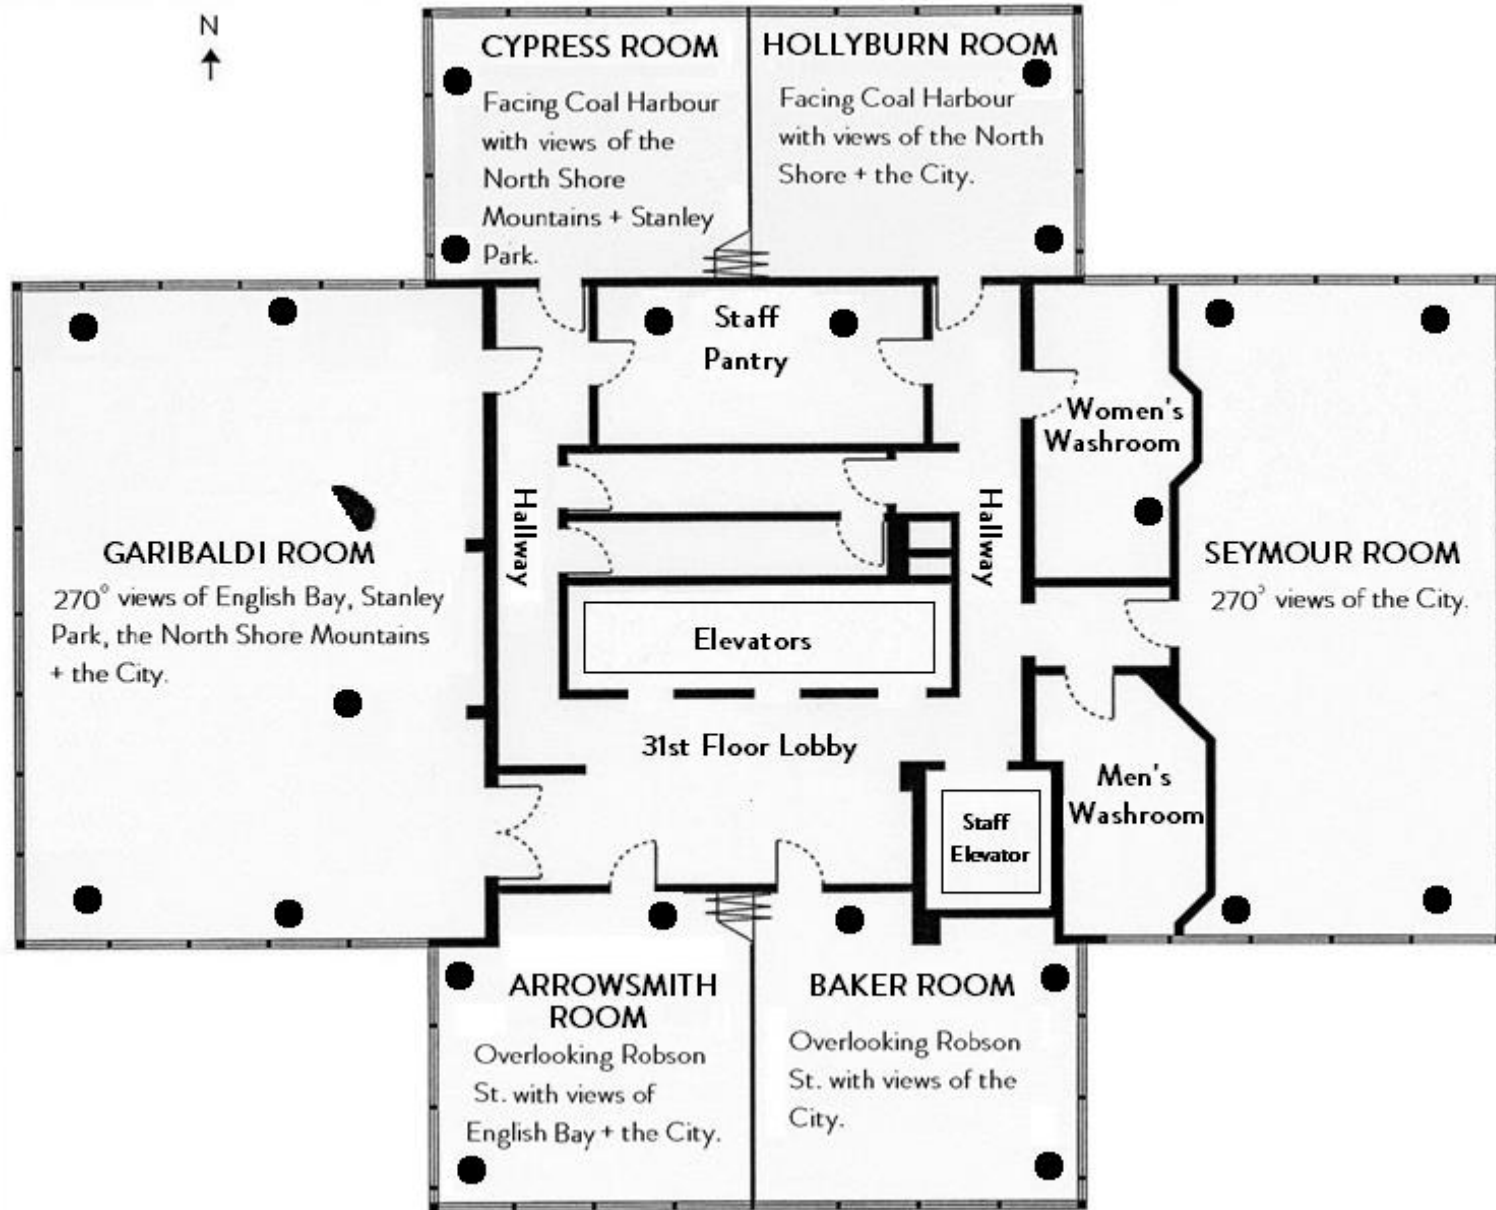 N
CYPRESS ROOM
Facing Coal Harbour
with views of the
North Shore
Mountains + Stanley
Park.
HOLLYBURN ROOM
Facing Coal Harbour
with views of the North
Shore + the City.
Staff
Pantry
Women's
Washroom
Hallway
Hallway
GARIBALDI ROOM
270° views of English Bay, Stanley
Park, the North Shore Mountains
+ the City.
SEYMOUR ROOM
270° views of the City.
Elevators
31st Floor Lobby
Men's
Washroom
Staff
Elevator
ARROWSMITH
ROOM
Overlooking Robson
St. with views of
English Bay + the City.
BAKER ROOM
Overlooking Robson
St. with views of the
City.